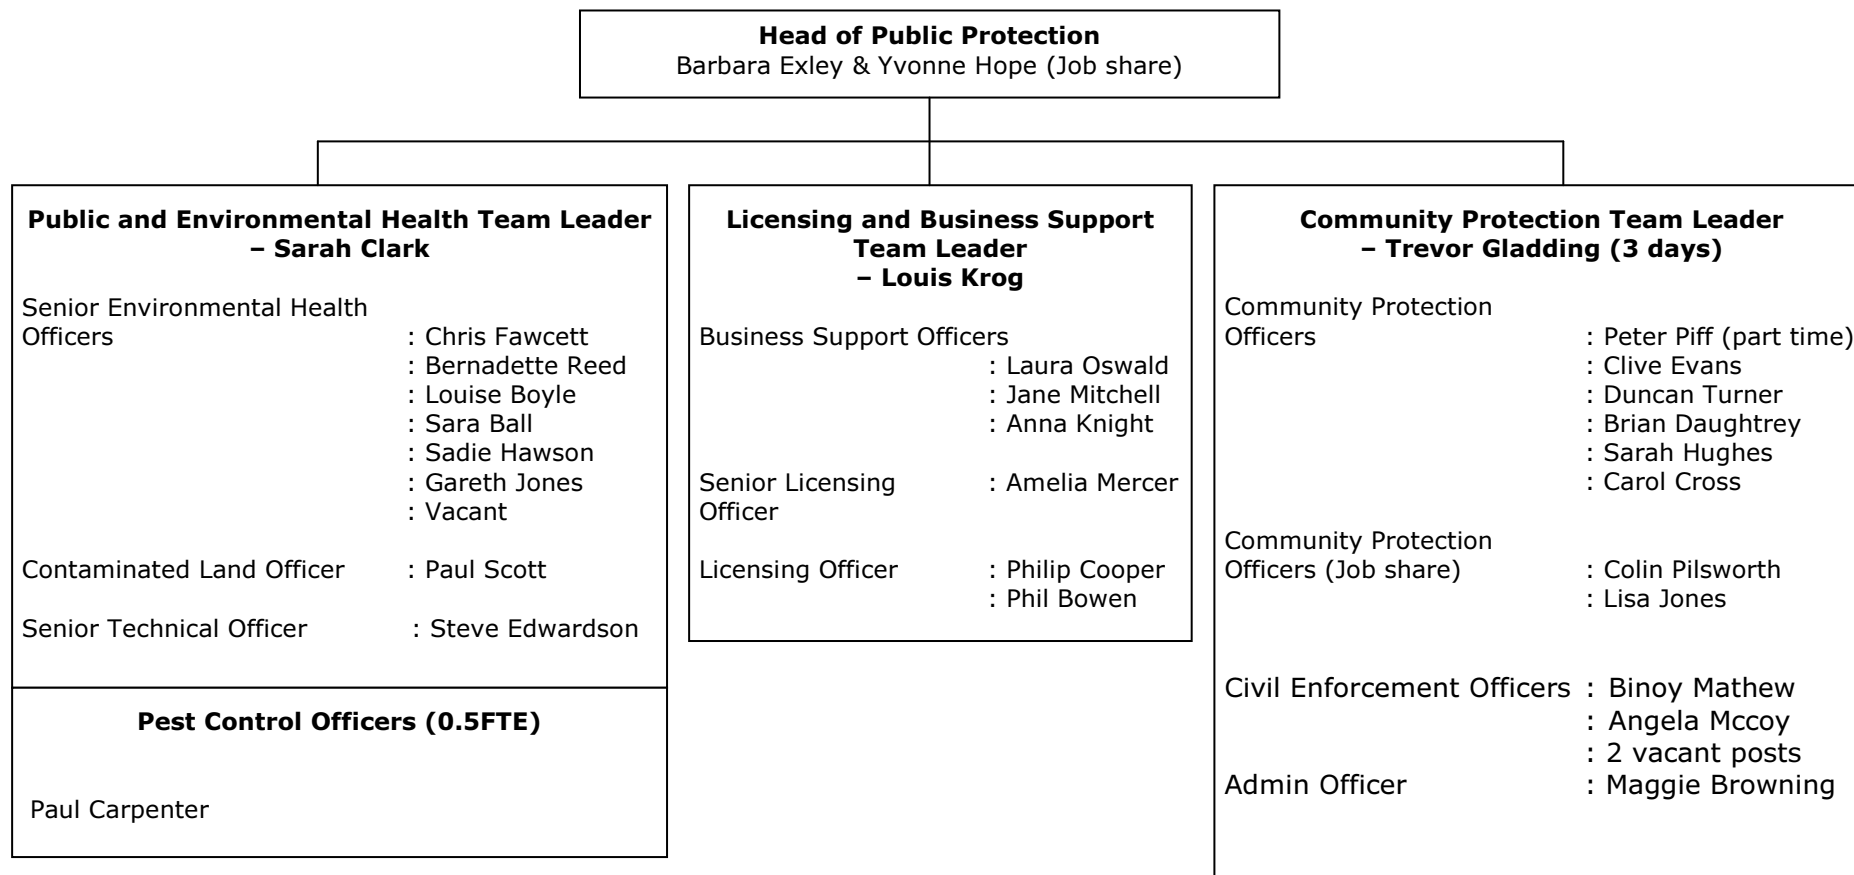 Head of Public Protection
Barbara Exley & Yvonne Hope (Job share)
Public and Environmental Health Team Leader
– Sarah Clark
Senior Environmental Health
Officers : Chris Fawcett
: Bernadette Reed
: Louise Boyle
: Sara Ball
: Sadie Hawson
: Gareth Jones
: Vacant
Contaminated Land Officer : Paul Scott
Senior Technical Officer : Steve Edwardson
Pest Control Officers (0.5FTE)
Paul Carpenter
Licensing and Business Support
Team Leader
– Louis Krog
Business Support Officers
: Laura Oswald
: Jane Mitchell
: Anna Knight
Senior Licensing : Amelia Mercer
Officer
Licensing Officer : Philip Cooper
: Phil Bowen
Community Protection Team Leader
– Trevor Gladding (3 days)
Community Protection
Officers : Peter Piff (part time)
: Clive Evans
: Duncan Turner
: Brian Daughtrey
: Sarah Hughes
: Carol Cross
Community Protection
Officers (Job share) : Colin Pilsworth
: Lisa Jones
Civil Enforcement Officers : Binoy Mathew
: Angela Mccoy
: 2 vacant posts
Admin Officer : Maggie Browning